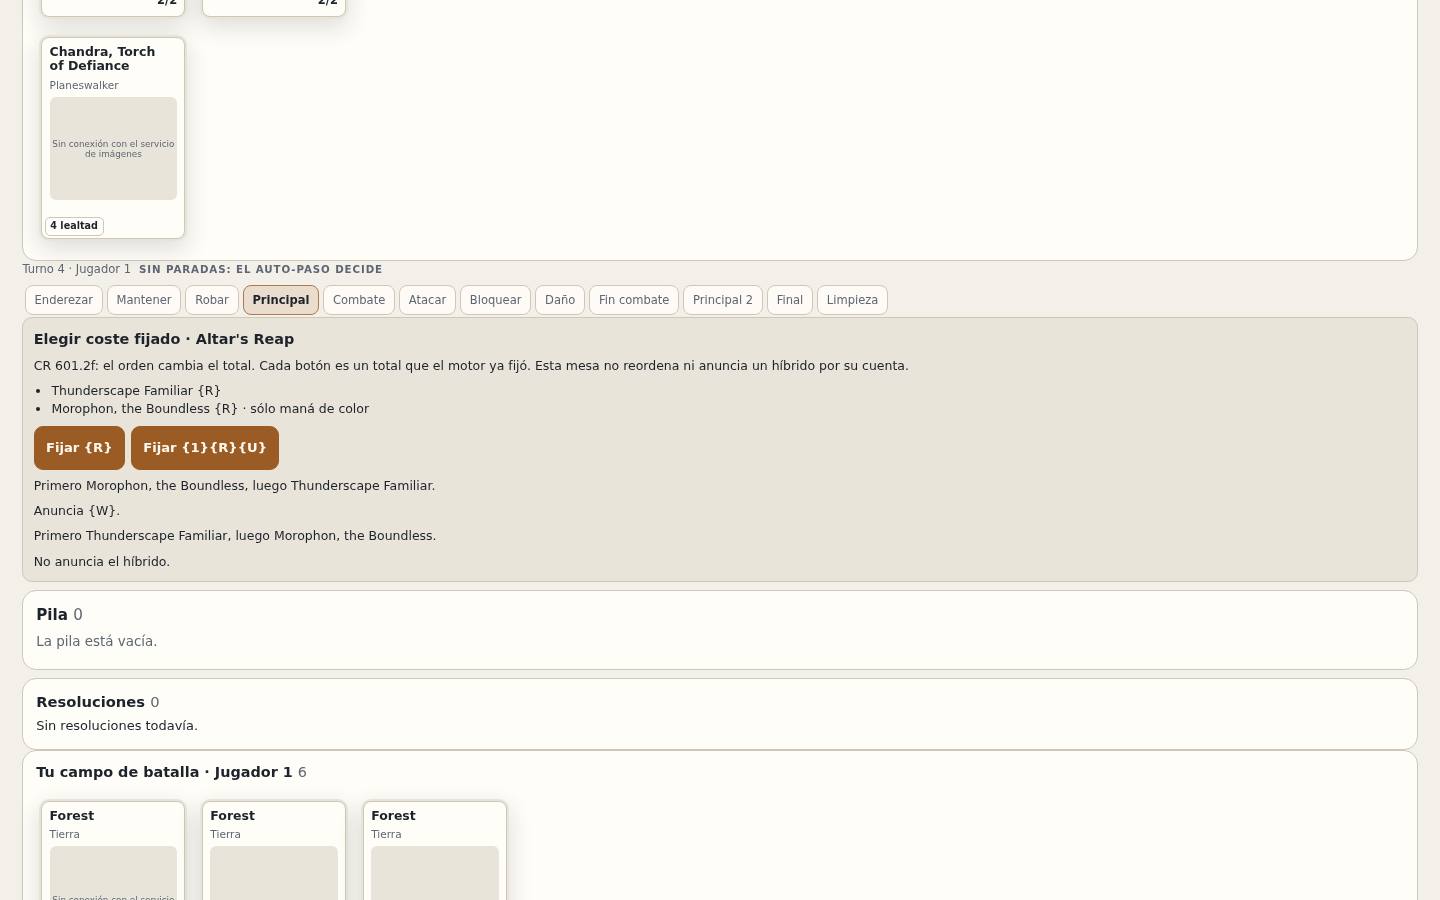 2/2
2/2
Chandra, Torch
of Defiance
Planeswalker
Sin conexión con el servicio
de imágenes
4 lealtad
Turno 4 · Jugador 1 SIN PARADAS: EL AUTO-PASO DECIDE
Enderezar Mantener Robar Principal Combate Atacar Bloquear Daño Fin combate Principal 2 Final Limpieza
Elegir coste fijado · Altar's Reap
CR 601.2f: el orden cambia el total. Cada botón es un total que el motor ya fijó. Esta mesa no reordena ni anuncia un híbrido por su cuenta.
• Thunderscape Familiar {R}
• Morophon, the Boundless {R} · sólo maná de color
Fijar {R} Fijar {1}{R}{U}
Primero Morophon, the Boundless, luego Thunderscape Familiar.
Anuncia {W}.
Primero Thunderscape Familiar, luego Morophon, the Boundless.
No anuncia el híbrido.
Pila 0
La pila está vacía.
Resoluciones 0
Sin resoluciones todavía.
Tu campo de batalla · Jugador 1 6
Forest Forest Forest
Tierra Tierra Tierra
Sin conexión con el servicio